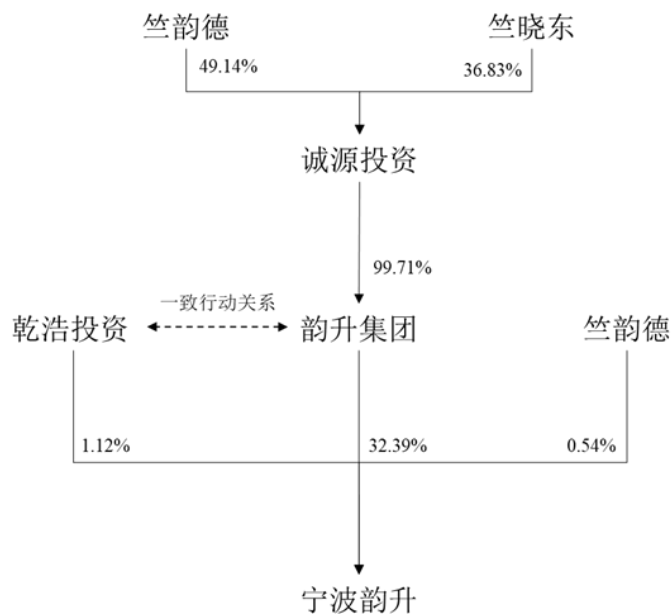 竺韵德
竺晓东
49.14%
36.83%
诚源投资
99.71%
一致行动关系
乾浩投资
韵升集团
竺韵德
1.12%
32.39%
0.54%
宁波韵升